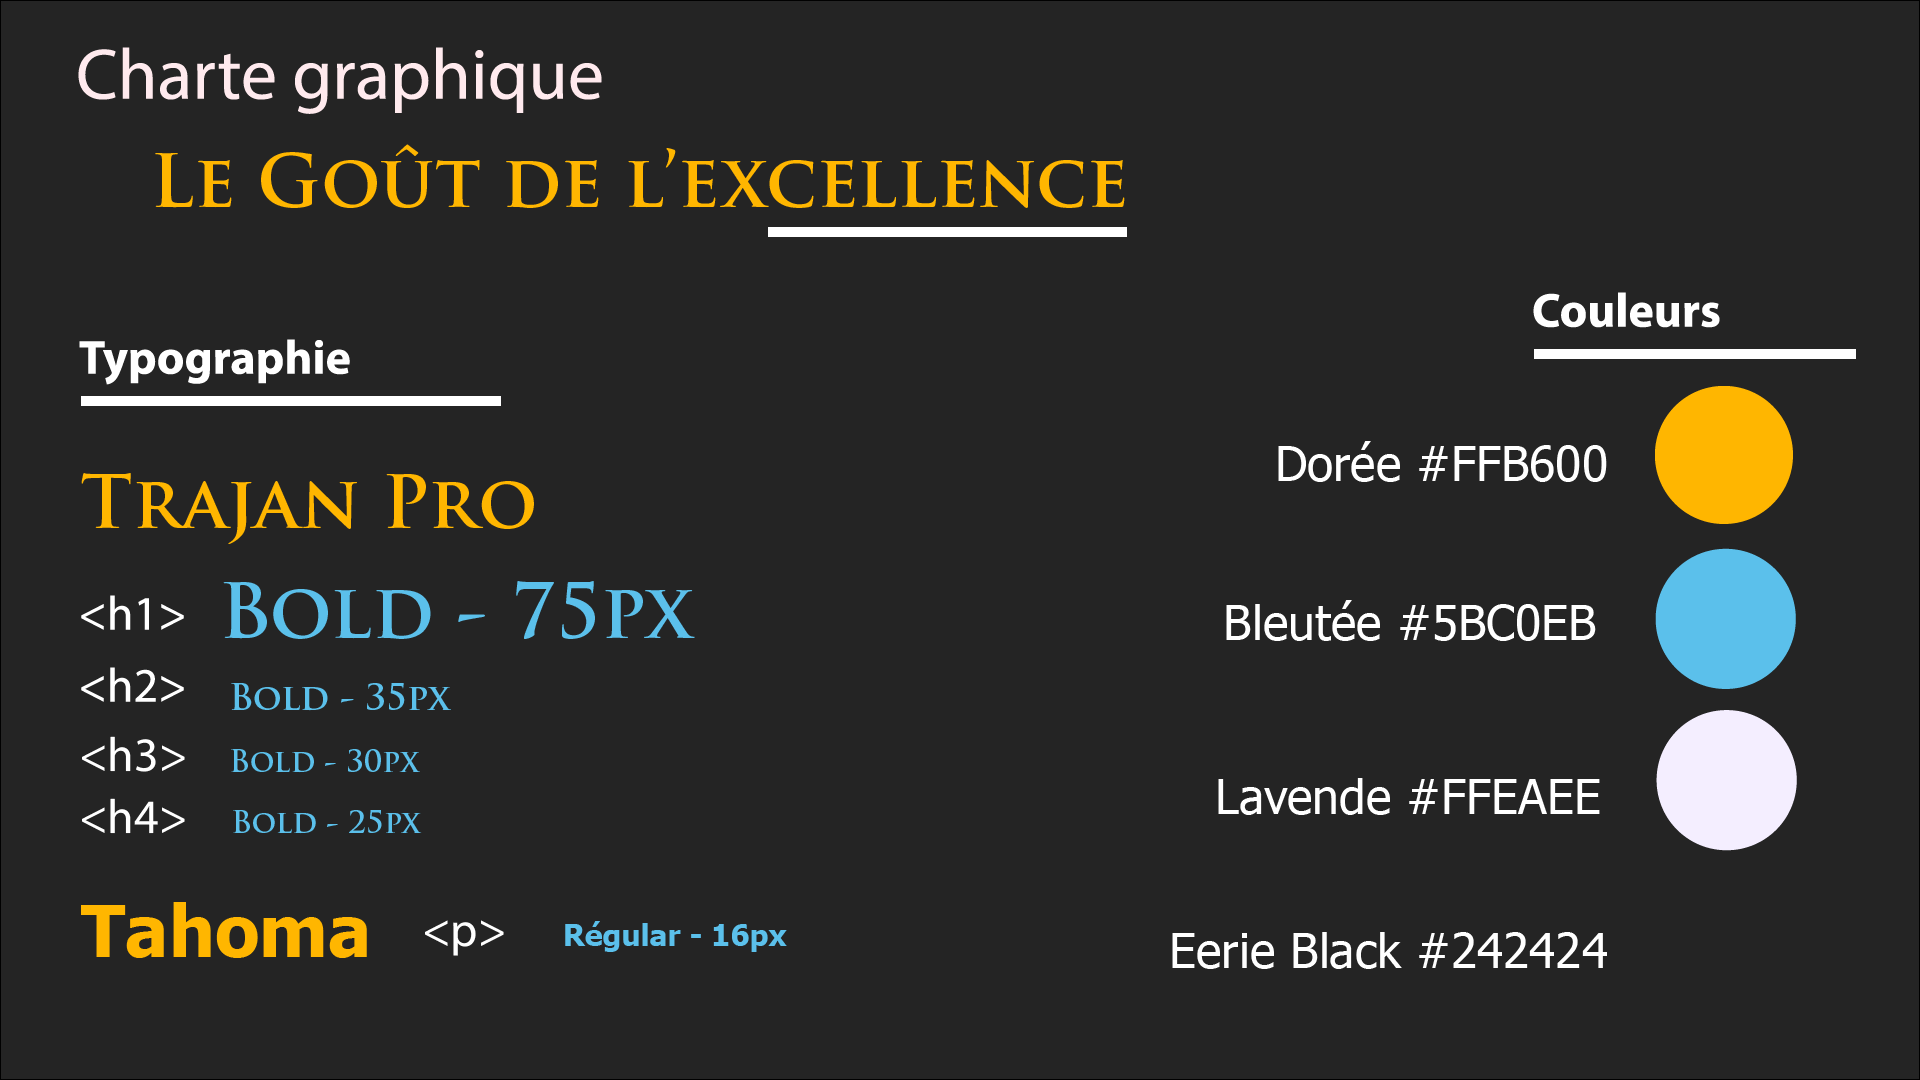 Charte graphique
Le Goût de l’excellence
Typographie
Trajan Pro
<h1> Bold - 75px
<h2> Bold - 35px
<h3> Bold - 30px
<h4> Bold - 25px
Tahoma <p> Régular - 16px
Couleurs
Dorée #FFB600
Bleutée #5BC0EB
Lavende #FFEAEE
Eerie Black #242424